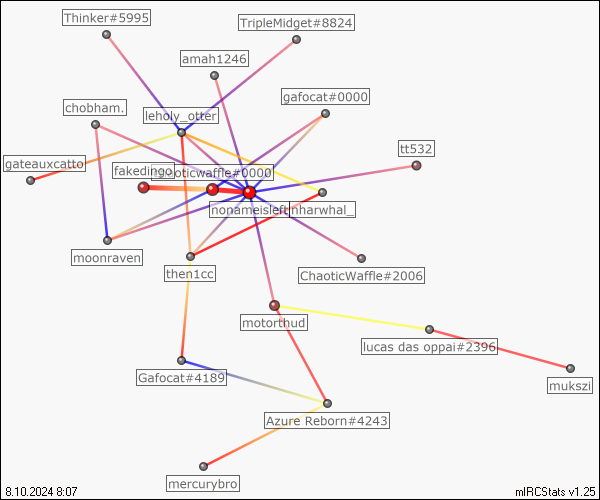 Thinker#5995
TripleMidget#8824
amah1246
gafocat#0000
chobham.
leholy_otter
tt532
gateauxcatto
fakedingo
chaoticwaffle#0000
nonameisleft
nharwhal_
moonraven
then1cc
ChaoticWaffle#2006
motorthud
lucas das oppai#2396
Gafocat#4189
mukszi
Azure Reborn#4243
mercurybro
8.10.2024 8:07
mIRCStats v1.25